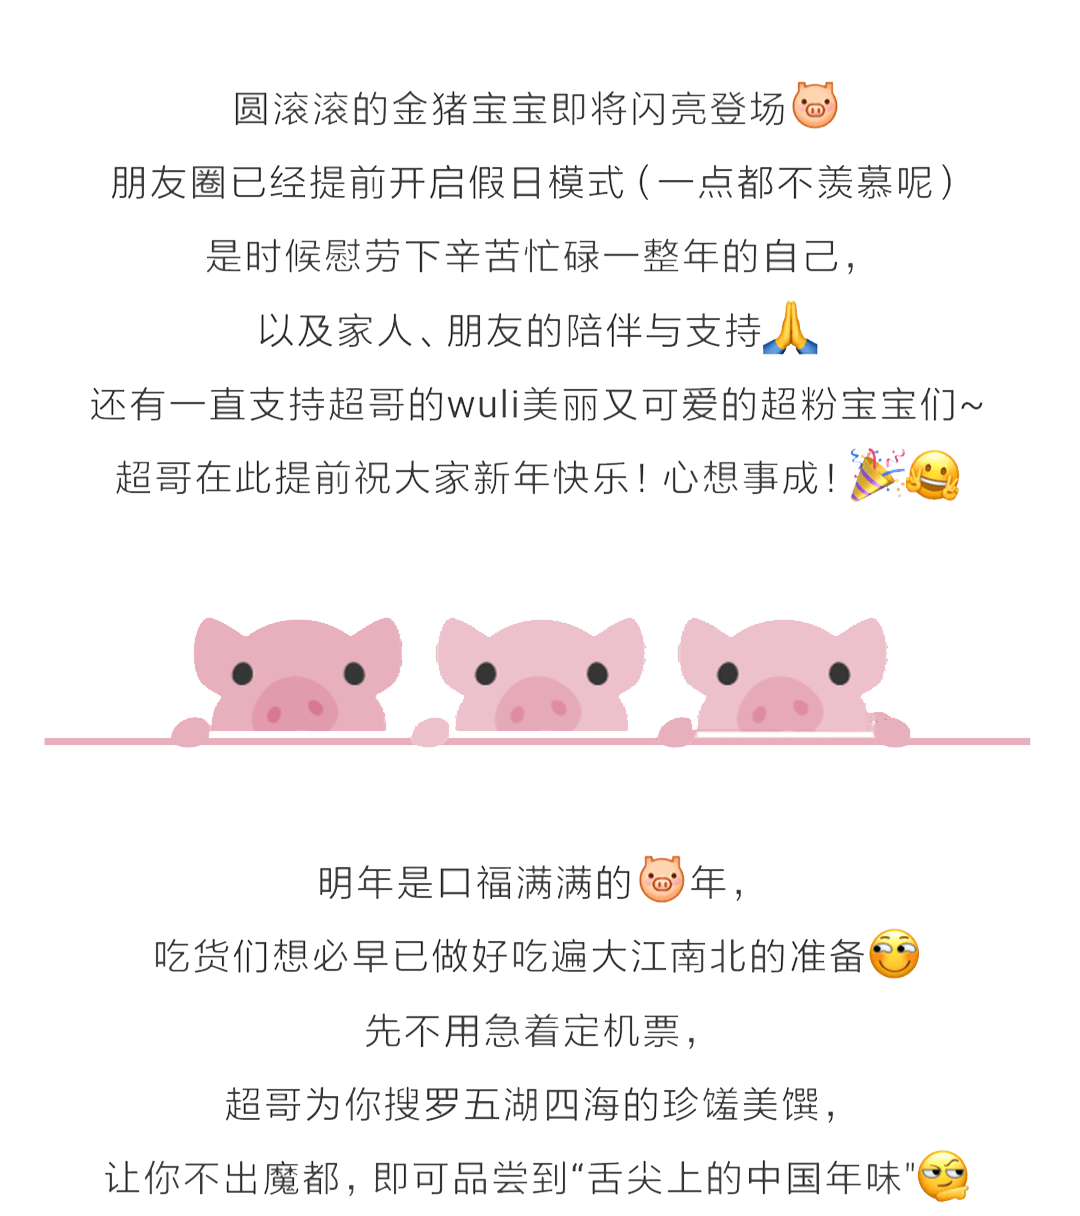 圆滚滚的金猪宝宝即将闪亮登场🐷
朋友圈已经提前开启假日模式（一点都不羡慕呢）
是时候慰劳下辛苦忙碌一整年的自己，
以及家人、朋友的陪伴与支持🙏
还有一直支持超哥的wuli美丽又可爱的超粉宝宝们~
超哥在此提前祝大家新年快乐！心想事成！🎉
明年是口福满满的🐷年，
吃货们想必早已做好吃遍大江南北的准备
先不用急着定机票，
超哥为你搜罗五湖四海的珍馐美馔，
让你不出魔都，即可品尝到“舌尖上的中国年味"